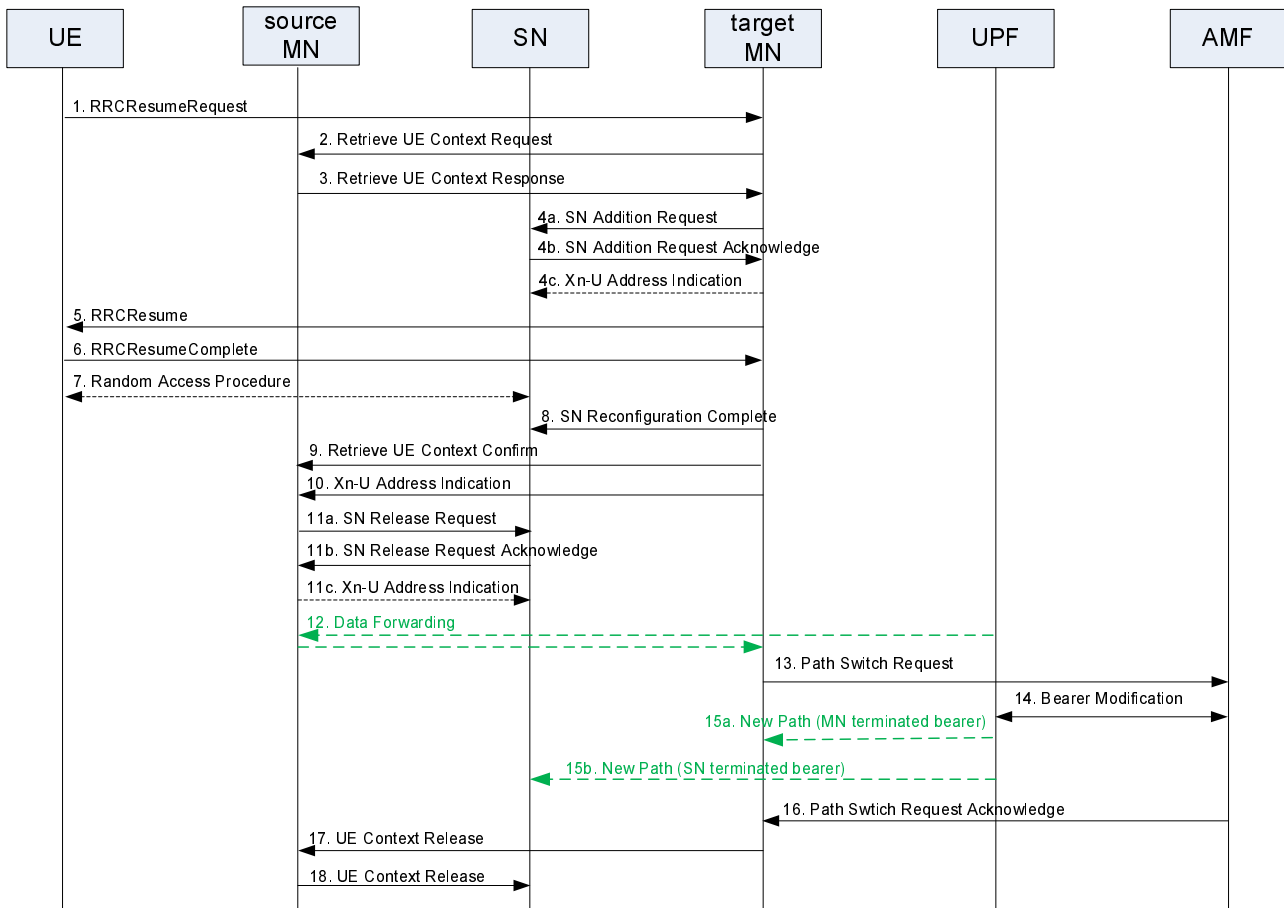 UE
source
MN
SN
target
MN
UPF
AMF
1. RRCResumeRequest
2. Retrieve UE Context Request
3. Retrieve UE Context Response
4a. SN Addition Request
4b. SN Addition Request Acknowledge
4c. Xn-U Address Indication
5. RRCResume
6. RRCResumeComplete
7. Random Access Procedure
8. SN Reconfiguration Complete
9. Retrieve UE Context Confirm
10. Xn-U Address Indication
11a. SN Release Request
11b. SN Release Request Acknowledge
11c. Xn-U Address Indication
12. Data Forwarding
13. Path Switch Request
14. Bearer Modification
15a. New Path (MN terminated bearer)
15b. New Path (SN terminated bearer)
16. Path Swtich Request Acknowledge
17. UE Context Release
18. UE Context Release